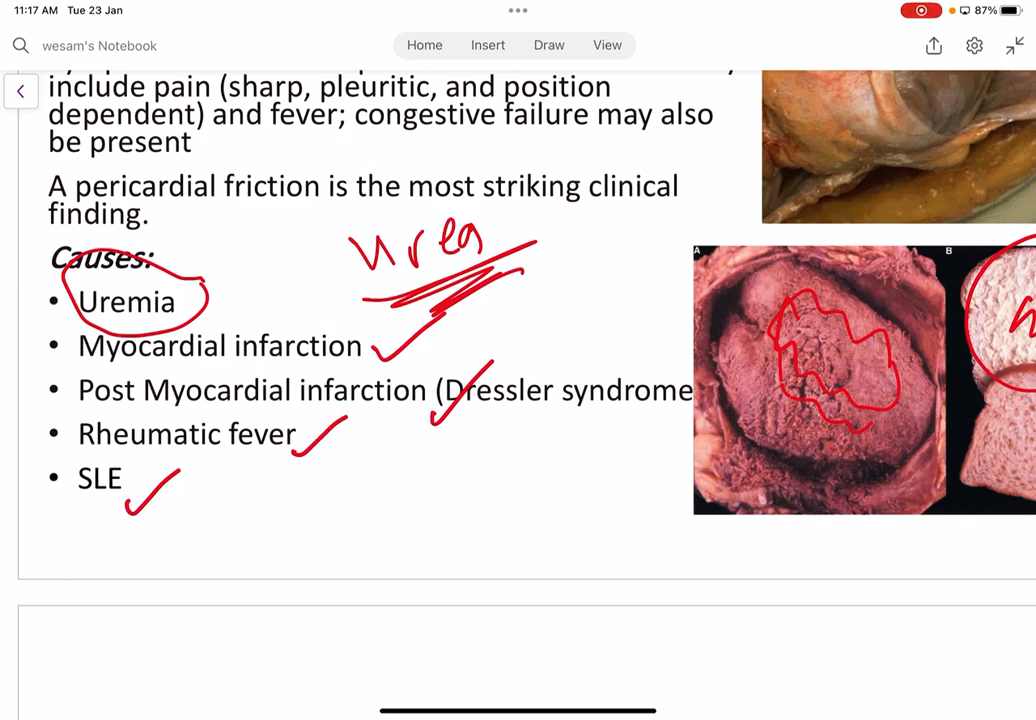 11:17 AM Tue 23 Jan
87%
wesam's Notebook
Home Insert Draw View
include pain (sharp, pleuritic, and position
dependent) and fever; congestive failure may also
be present
A pericardial friction is the most striking clinical
finding.
urea
Causes:
• Uremia
• Myocardial infarction
• Post Myocardial infarction (Dressler syndrome
• Rheumatic fever
• SLE
A
B